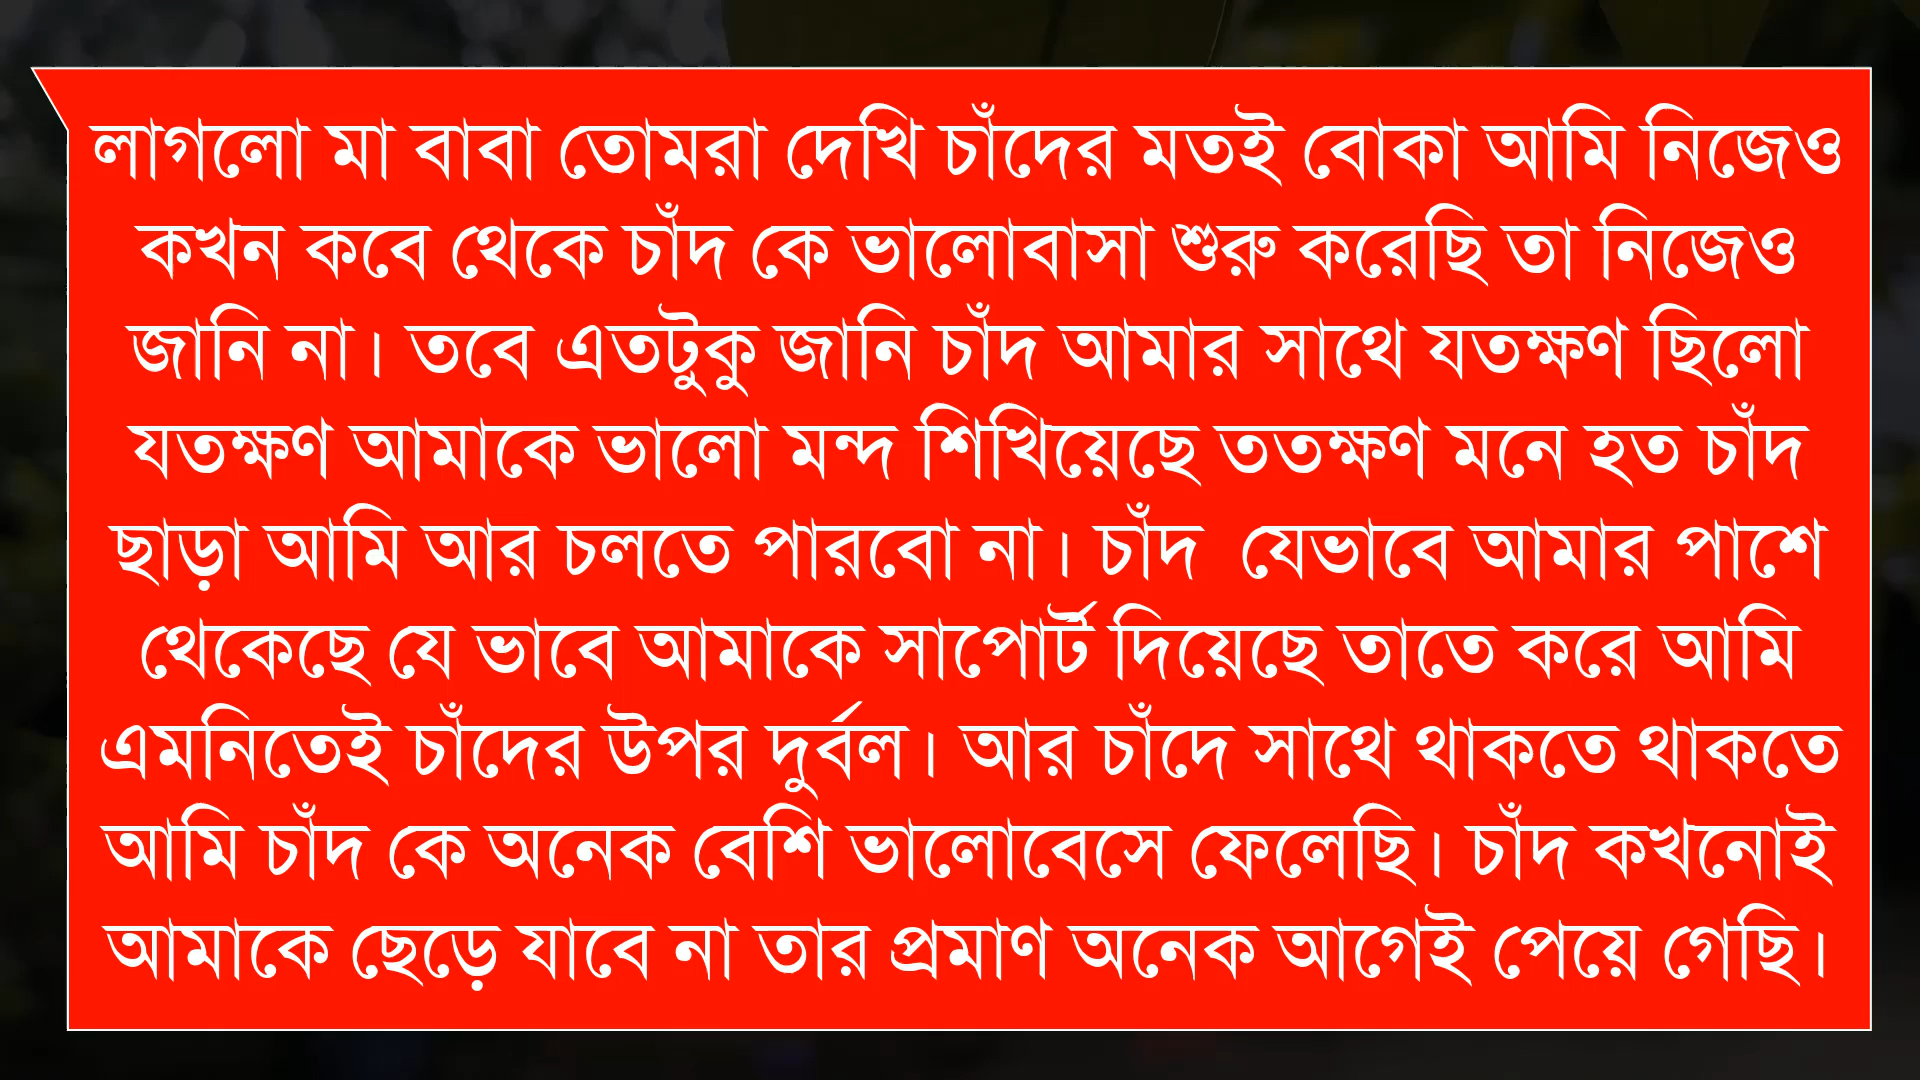 লাগলো মা বাবা তোমরা দেখি চাঁদের মতই বোকা আমি নিজেও
কখন কবে থেকে চাঁদ কে ভালোবাসা শুরু করেছি তা নিজেও
জানি না। তবে এতটুকু জানি চাঁদ আমার সাথে যতক্ষণ ছিলো
যতক্ষণ আমাকে ভালো মন্দ শিখিয়েছে ততক্ষণ মনে হত চাঁদ
ছাড়া আমি আর চলতে পারবো না। চাঁদ  যেভাবে আমার পাশে
থেকেছে যে ভাবে আমাকে সাপোর্ট দিয়েছে তাতে করে আমি
এমনিতেই চাঁদের উপর দুর্বল। আর চাঁদে সাথে থাকতে থাকতে
আমি চাঁদ কে অনেক বেশি ভালোবেসে ফেলেছি। চাঁদ কখনোই
আমাকে ছেড়ে যাবে না তার প্রমাণ অনেক আগেই পেয়ে গেছি।